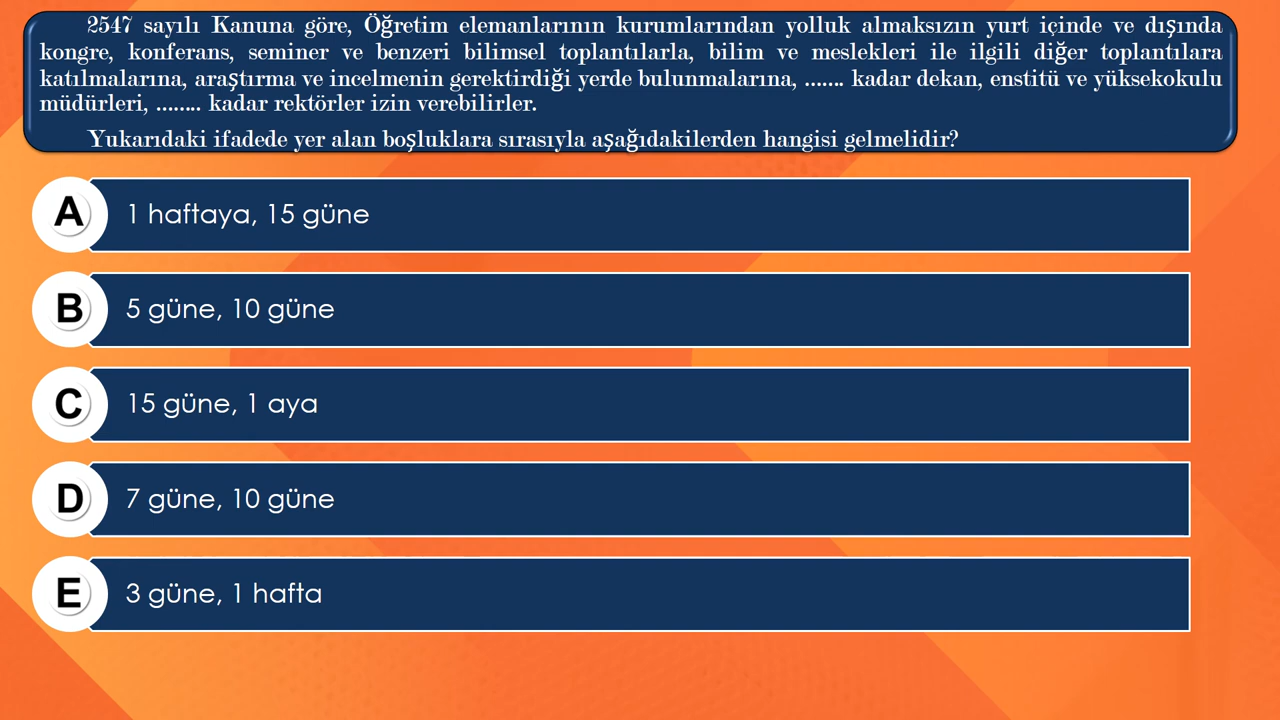 2547 sayılı Kanuna göre, Öğretim elemanlarının kurumlarından yolluk almaksızın yurt içinde ve dışında
kongre, konferans, seminer ve benzeri bilimsel toplantılarla, bilim ve meslekleri ile ilgili diğer toplantılara
katılmalarına, araştırma ve incelmenin gerektirdiği yerde bulunmalarına, ....... kadar dekan, enstitü ve yüksekokulu
müdürleri, ........ kadar rektörler izin verebilirler.
Yukarıdaki ifadede yer alan boşluklara sırasıyla aşağıdakilerden hangisi gelmelidir?
A 1 haftaya, 15 güne
B 5 güne, 10 güne
C 15 güne, 1 aya
D 7 güne, 10 güne
E 3 güne, 1 hafta